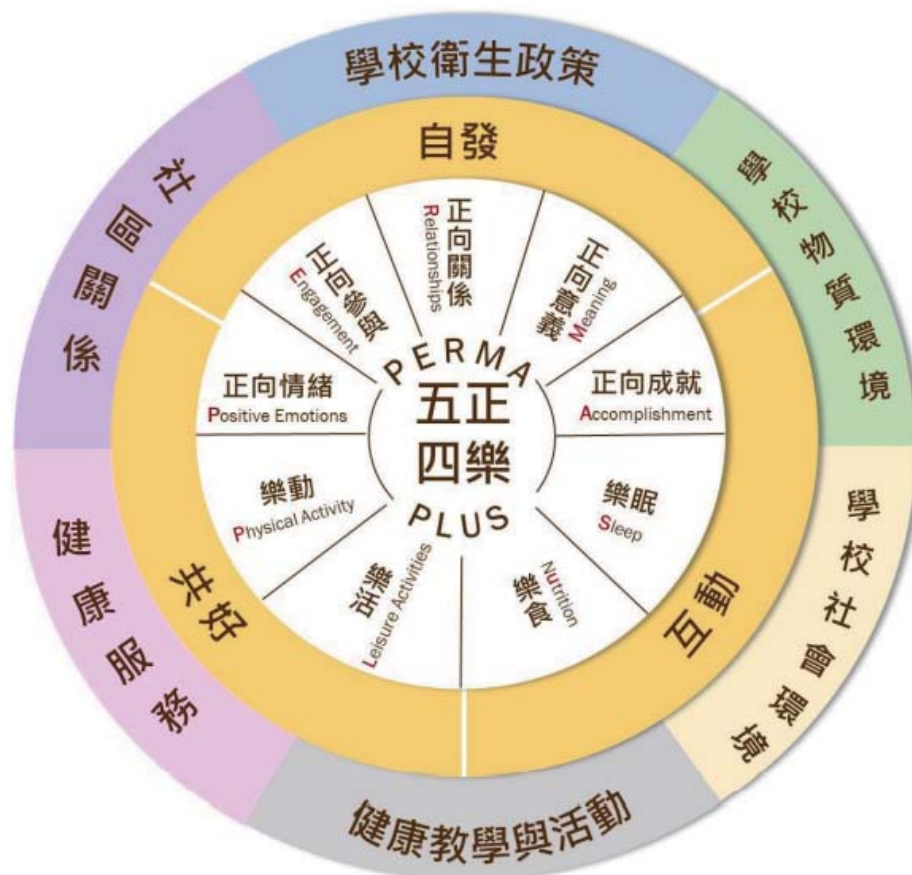 學校衛生政策
學校物質環境
學校社會環境
健康教學與活動
健康服務
社區關係
自發
互動
共好
正向情緒
Positive Emotions
正向參與
Engagement
正向關係
Relationships
正向意義
Meaning
正向成就
Accomplishment
樂眠
Sleep
樂食
Nutrition
樂活
Leisure Activities
樂動
Physical Activity
PERMA
五正
四樂
PLUS